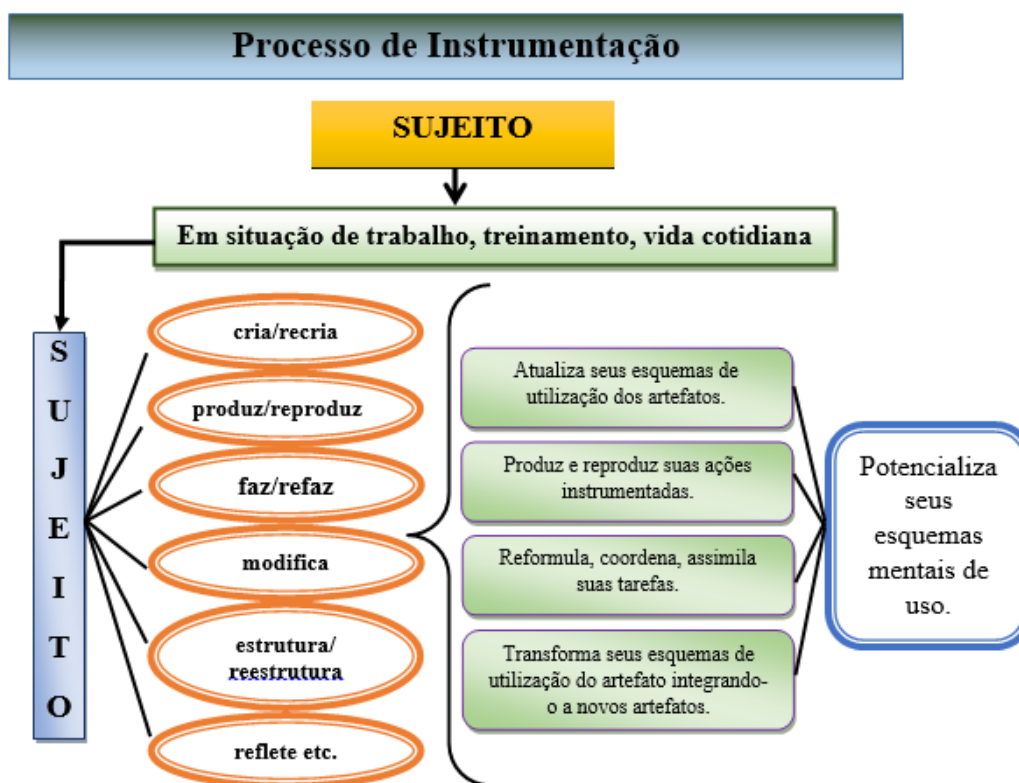 Processo de Instrumentação
SUJEITO
Em situação de trabalho, treinamento, vida cotidiana
S
U
J
E
I
T
O
cria/recria
produz/reproduz
faz/refaz
modifica
estrutura/
reestrutura
reflete etc.
Atualiza seus esquemas de
utilização dos artefatos.
Produz e reproduz suas ações
instrumentadas.
Reformula, coordena, assimila
suas tarefas.
Transforma seus esquemas de
utilização do artefato integrando-
o a novos artefatos.
Potencializa
seus
esquemas
mentais de
uso.